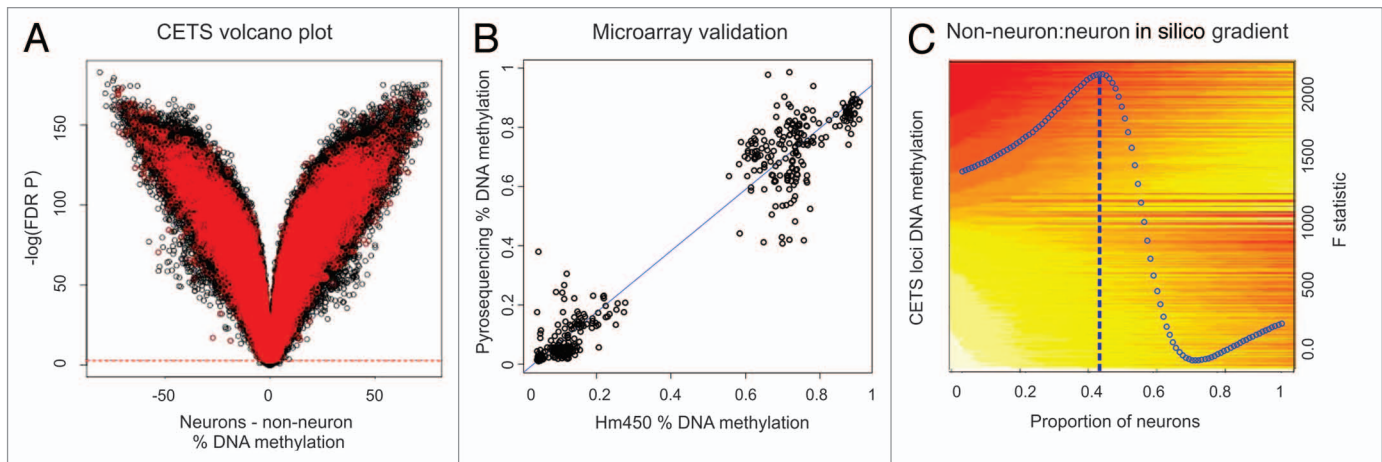 A
CETS volcano plot
-log(FDR P)
150
100
50
0
-50
0
50
Neurons - non-neuron
% DNA methylation
B
Microarray validation
Pyrosequencing % DNA methylation
1
0.8
0.6
0.4
0.2
0
0
0.2
0.4
0.6
0.8
1
Hm450 % DNA methylation
C
Non-neuron:neuron in silico gradient
CETS loci DNA methylation
2000
1500
1000
500
0.0
F statistic
0
0.2
0.4
0.6
0.8
1
Proportion of neurons